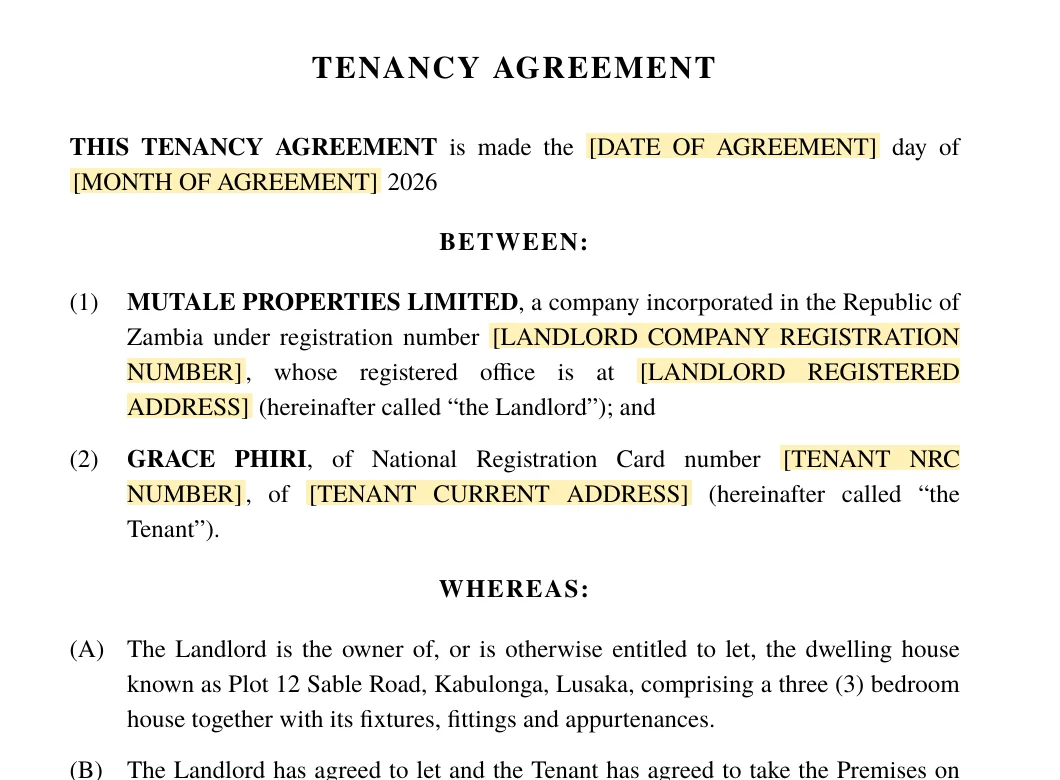 TENANCY AGREEMENT
THIS TENANCY AGREEMENT is made the [DATE OF AGREEMENT] day of
[MONTH OF AGREEMENT] 2026
BETWEEN:
(1) MUTALE PROPERTIES LIMITED, a company incorporated in the Republic of
Zambia under registration number [LANDLORD COMPANY REGISTRATION
NUMBER], whose registered office is at [LANDLORD REGISTERED
ADDRESS] (hereinafter called “the Landlord”); and
(2) GRACE PHIRI, of National Registration Card number [TENANT NRC
NUMBER], of [TENANT CURRENT ADDRESS] (hereinafter called “the
Tenant”).
WHEREAS:
(A) The Landlord is the owner of, or is otherwise entitled to let, the dwelling house
known as Plot 12 Sable Road, Kabulonga, Lusaka, comprising a three (3) bedroom
house together with its fixtures, fittings and appurtenances.
(B) The Landlord has agreed to let and the Tenant has agreed to take the Premises on